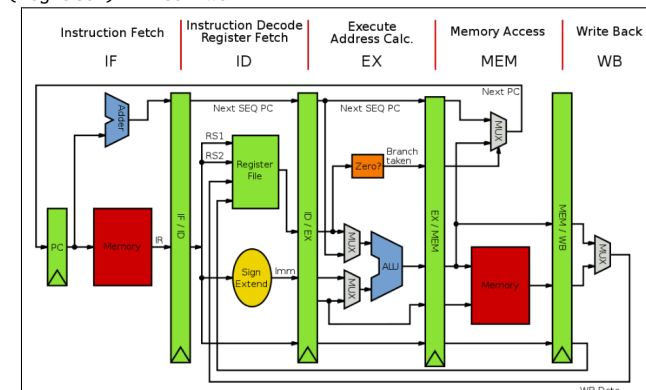 Instruction Fetch
IF
Instruction Decode
Register Fetch
ID
Execute
Address Calc.
EX
Memory Access
MEM
Write Back
WB
Next PC
Adder
Next SEQ PC
Next SEQ PC
MUX
RS1
RS2
Register
File
Branch
taken
Zero?
IF / ID
ID / EX
EX / MEM
MEM / WB
PC
Memory
IR
MUX
MUX
ALU
MUX
Sign
Extend
Imm
Memory
WB Data